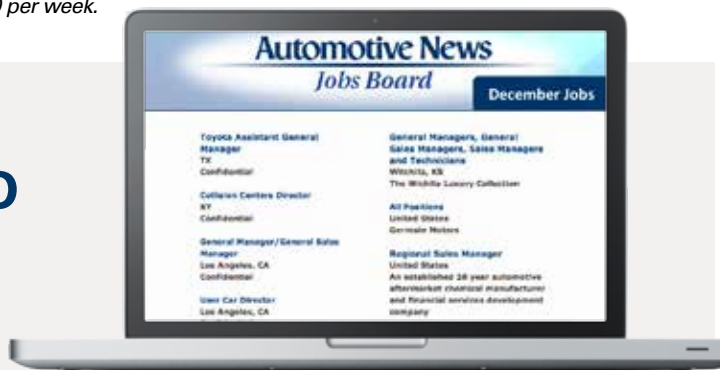 per week.
Automotive News
Jobs Board
December Jobs
Toyota Assistant General
Manager
TX
Confidential
Collision Centers Director
Confidential
General Manager/General Sales
Manager
Los Angeles, CA
Confidential
Used Car Director
Los Angeles, CA
General Managers, General
Sales Managers, Sales Managers
and Technicians
Witchita, KS
The Wichita Luxury Collection
All Positions
United States
Germain Motors
Regional Sales Manager
United States
An established 28 year automotive
aftermarket chemical manufacturer
and financial services development
company